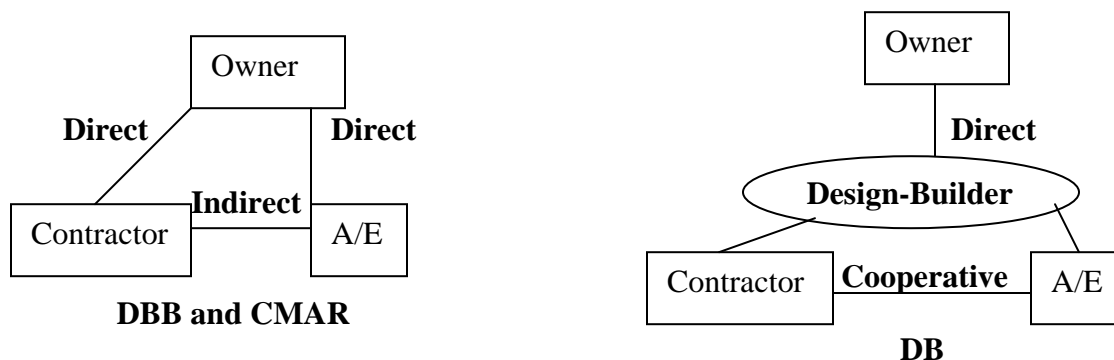 Owner
Direct Direct
Indirect
Contractor A/E
DBB and CMAR
Owner
Direct
Design-Builder
Contractor Cooperative A/E
DB